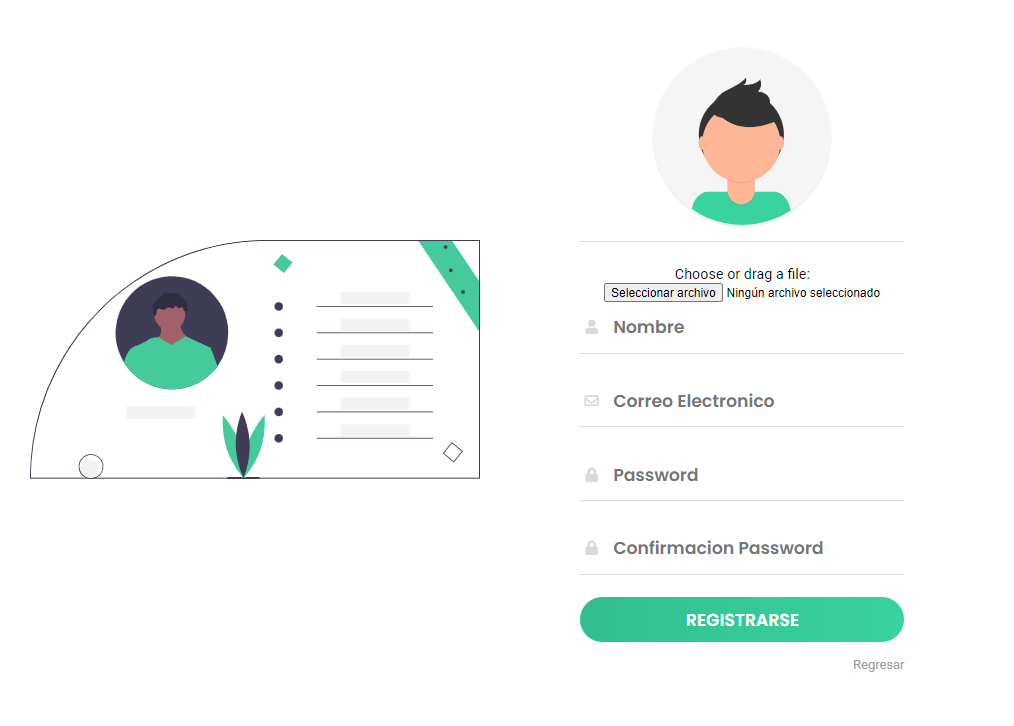 Choose or drag a file:
Seleccionar archivo Ningún archivo seleccionado
Nombre
Correo Electronico
Password
Confirmacion Password
REGISTRARSE
Regresar